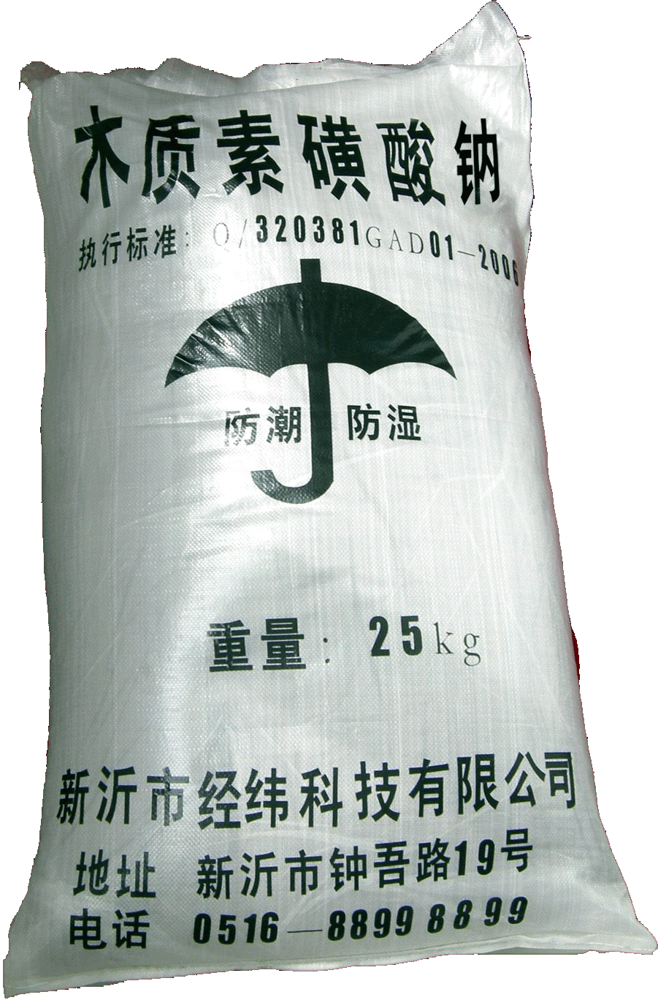 木质素磺酸钠
执行标准：Q/320381GAD01—2006
防潮 防湿
重量：25kg
新沂市经纬科技有限公司
地址 新沂市钟吾路19号
电话 0516—88998899